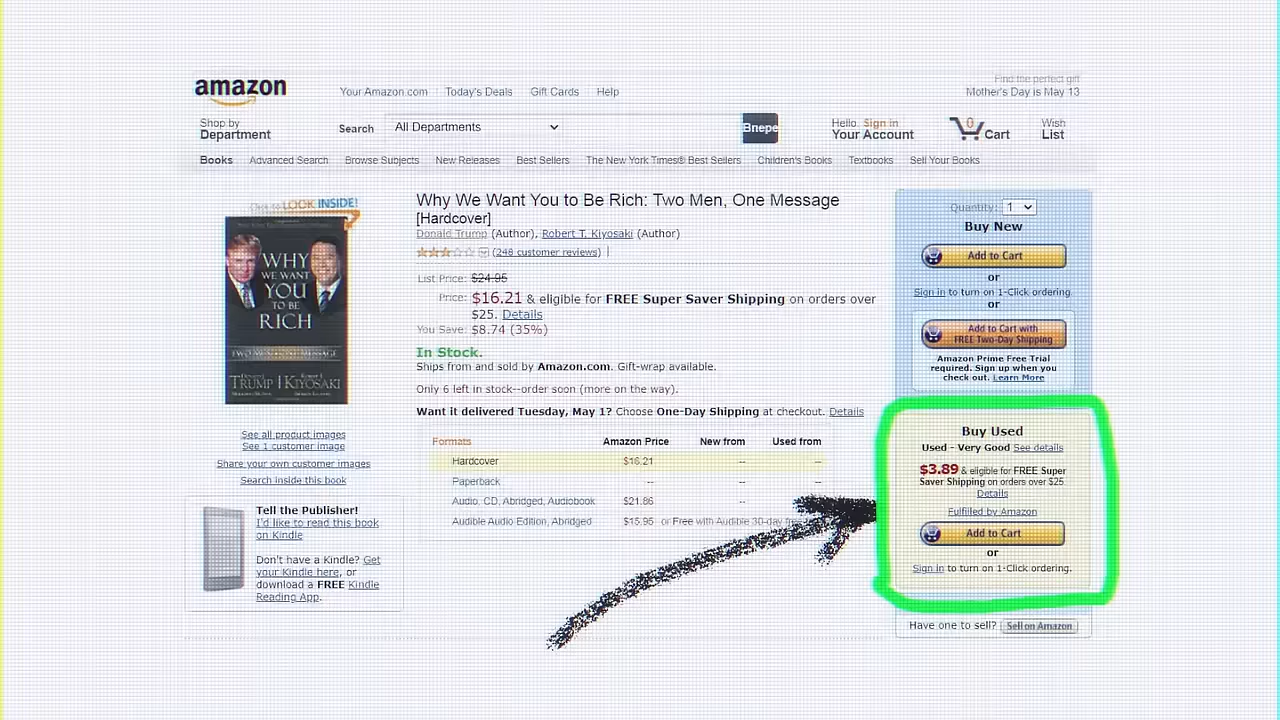 amazon
Your Amazon.com Today's Deals Gift Cards Help
Find the perfect gift
Mother's Day is May 13
Shop by
Department
Search All Departments
Bnepe
Hello. Sign in
Your Account
0
Cart
Wish
List
Books Advanced Search Browse Subjects New Releases Best Sellers The New York Times® Best Sellers Children's Books Textbooks Sell Your Books
Click to LOOK INSIDE!
WHY
WE WANT
YOU
TO BE
RICH
TWO MEN ONE MESSAGE
TRUMP KIYOSAKI
See all product images
See 1 customer image
Share your own customer images
Search inside this book
Tell the Publisher!
I'd like to read this book
on Kindle
Don't have a Kindle? Get
your Kindle here, or
download a FREE Kindle
Reading App.
Why We Want You to Be Rich: Two Men, One Message
[Hardcover]
Donald Trump (Author), Robert T. Kiyosaki (Author)
(248 customer reviews)
List Price: $24.95
Price: $16.21 & eligible for FREE Super Saver Shipping on orders over
$25. Details
You Save: $8.74 (35%)
In Stock.
Ships from and sold by Amazon.com. Gift-wrap available.
Only 6 left in stock--order soon (more on the w).
Want it delivered Tuesday, May 1? Choose One-Day Shipping at checkout. Details
Formats Amazon Price New from Used from
Hardcover $16.21 -- --
Paperback -- --
Audio, CD, Abridged, Audiobook $21.86 --
Audible Audio Edition, Abridged $15.95 or Free with Audible 30-day
Quantity: 1
Buy New
Add to Cart
or
Sign in to turn on 1-Click ordering.
or
Add to Cart with
FREE Two-Day Shipping
Amazon Prime Free Trial
required. Sign up when you
check out. Learn More
Buy Used
Used - Very Good See details
$3.89 & eligible for FREE Super
Saver Shipping on orders over $25.
Details
Fulfilled by Amazon
Add to Cart
or
Sign in to turn on 1-Click ordering.
Have one to sell? Sell on Amazon